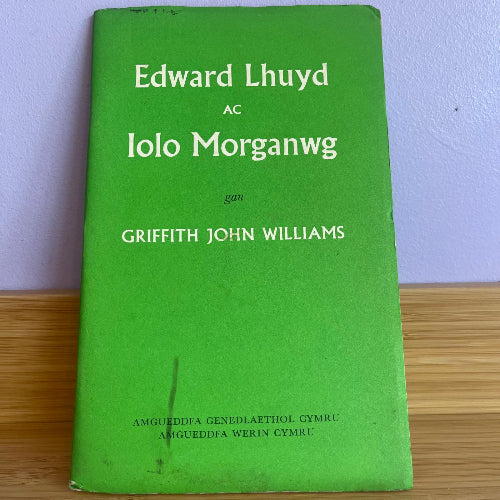 Edward Lhuyd
AC
Iolo Morganwg
gan
GRIFFITH JOHN WILLIAMS
AMGUEDDFA GENEDLAETHOL CYMRU
AMGUEDDFA WERIN CYMRU